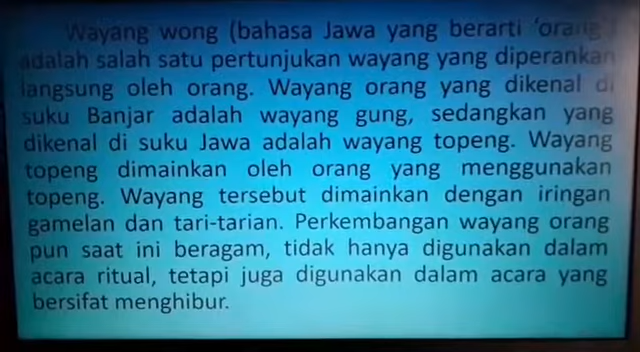 Wayang wong (bahasa Jawa yang berarti 'orang')
adalah salah satu pertunjukan wayang yang diperankan
langsung oleh orang. Wayang orang yang dikenal di
suku Banjar adalah wayang gung, sedangkan yang
dikenal di suku Jawa adalah wayang topeng. Wayang
topeng dimainkan oleh orang yang menggunakan
topeng. Wayang tersebut dimainkan dengan iringan
gamelan dan tari-tarian. Perkembangan wayang orang
pun saat ini beragam, tidak hanya digunakan dalam
acara ritual, tetapi juga digunakan dalam acara yang
bersifat menghibur.